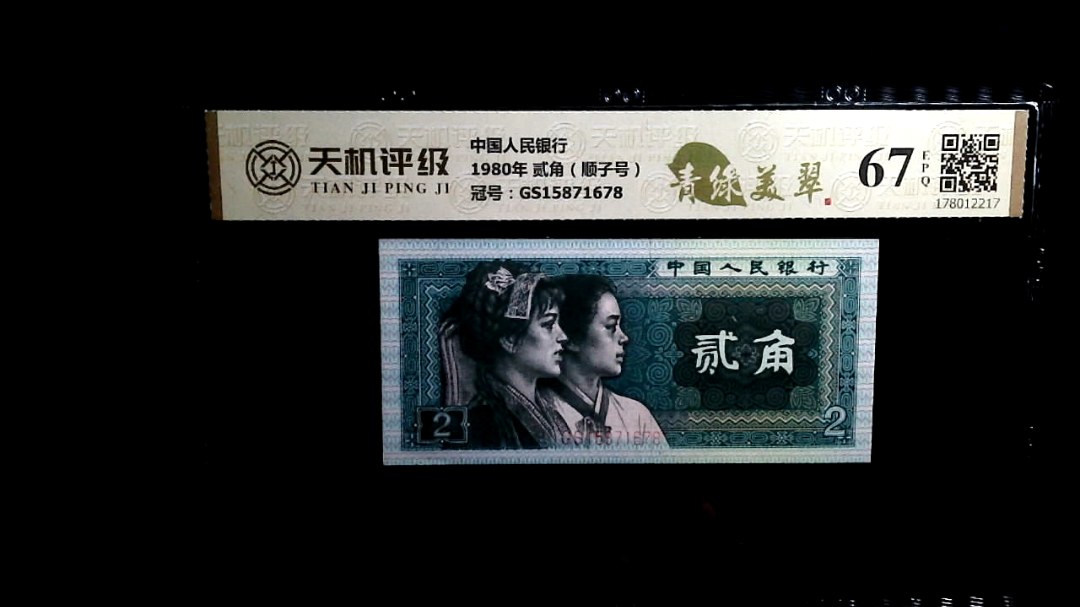 天机评级
TIAN JI PING JI
中国人民银行
1980年 贰角（顺子号）
冠号：GS15871678
青绿美翠
67
EPQ
178012217
中国人民银行
贰角
2
2
GS15871678